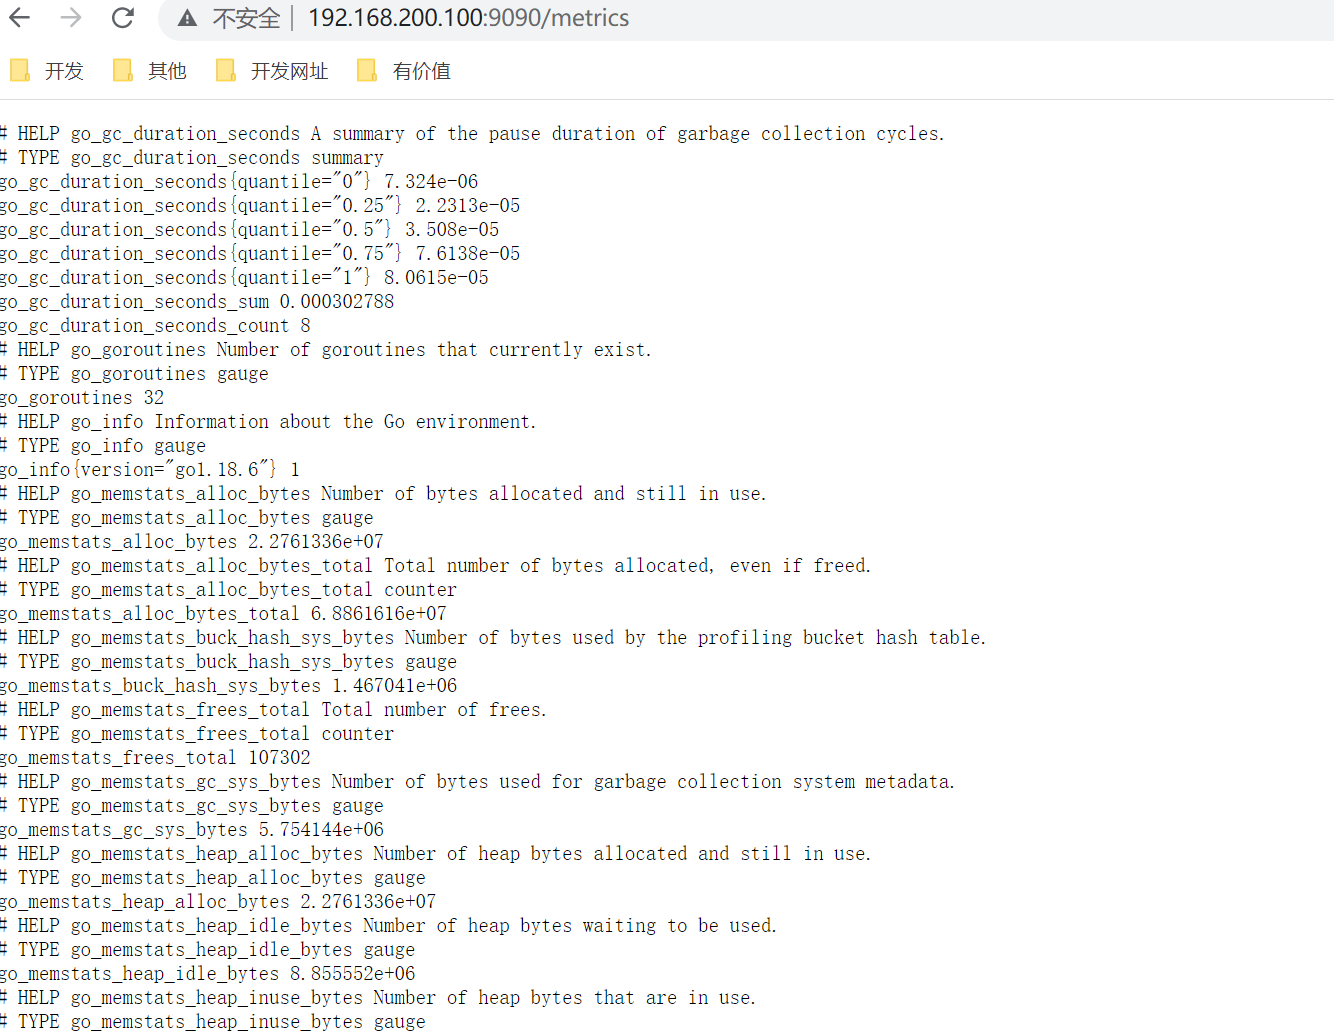 不安全 | 192.168.200.100:9090/metrics
开发 其他 开发网址 有价值
# HELP go_gc_duration_seconds A summary of the pause duration of garbage collection cycles.
# TYPE go_gc_duration_seconds summary
go_gc_duration_seconds{quantile="0"} 7.324e-06
go_gc_duration_seconds{quantile="0.25"} 2.2313e-05
go_gc_duration_seconds{quantile="0.5"} 3.508e-05
go_gc_duration_seconds{quantile="0.75"} 7.6138e-05
go_gc_duration_seconds{quantile="1"} 8.0615e-05
go_gc_duration_seconds_sum 0.000302788
go_gc_duration_seconds_count 8
# HELP go_goroutines Number of goroutines that currently exist.
# TYPE go_goroutines gauge
go_goroutines 32
# HELP go_info Information about the Go environment.
# TYPE go_info gauge
go_info{version="go1.18.6"} 1
# HELP go_memstats_alloc_bytes Number of bytes allocated and still in use.
# TYPE go_memstats_alloc_bytes gauge
go_memstats_alloc_bytes 2.2761336e+07
# HELP go_memstats_alloc_bytes_total Total number of bytes allocated, even if freed.
# TYPE go_memstats_alloc_bytes_total counter
go_memstats_alloc_bytes_total 6.8861616e+07
# HELP go_memstats_buck_hash_sys_bytes Number of bytes used by the profiling bucket hash table.
# TYPE go_memstats_buck_hash_sys_bytes gauge
go_memstats_buck_hash_sys_bytes 1.467041e+06
# HELP go_memstats_frees_total Total number of frees.
# TYPE go_memstats_frees_total counter
go_memstats_frees_total 107302
# HELP go_memstats_gc_sys_bytes Number of bytes used for garbage collection system metadata.
# TYPE go_memstats_gc_sys_bytes gauge
go_memstats_gc_sys_bytes 5.754144e+06
# HELP go_memstats_heap_alloc_bytes Number of heap bytes allocated and still in use.
# TYPE go_memstats_heap_alloc_bytes gauge
go_memstats_heap_alloc_bytes 2.2761336e+07
# HELP go_memstats_heap_idle_bytes Number of heap bytes waiting to be used.
# TYPE go_memstats_heap_idle_bytes gauge
go_memstats_heap_idle_bytes 8.855552e+06
# HELP go_memstats_heap_inuse_bytes Number of heap bytes that are in use.
# TYPE go_memstats_heap_inuse_bytes gauge